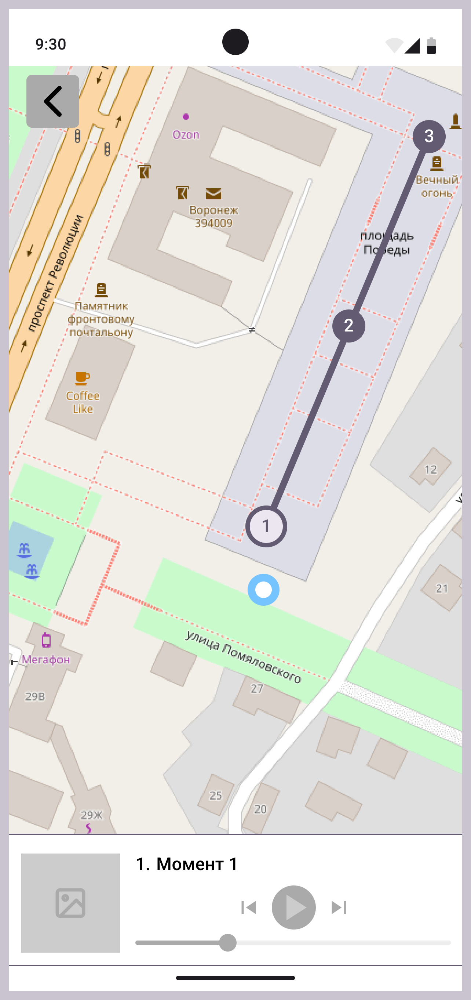 9:30
Ozon
3
Вечный
огонь
Воронеж
394009
площадь
Победы
проспект Революции
Памятник
фронтовому
почтальону
2
Coffee
Like
12
1
21
улица Помяловского
Мегафон
27
29В
25
20
29Ж
1. Момент 1